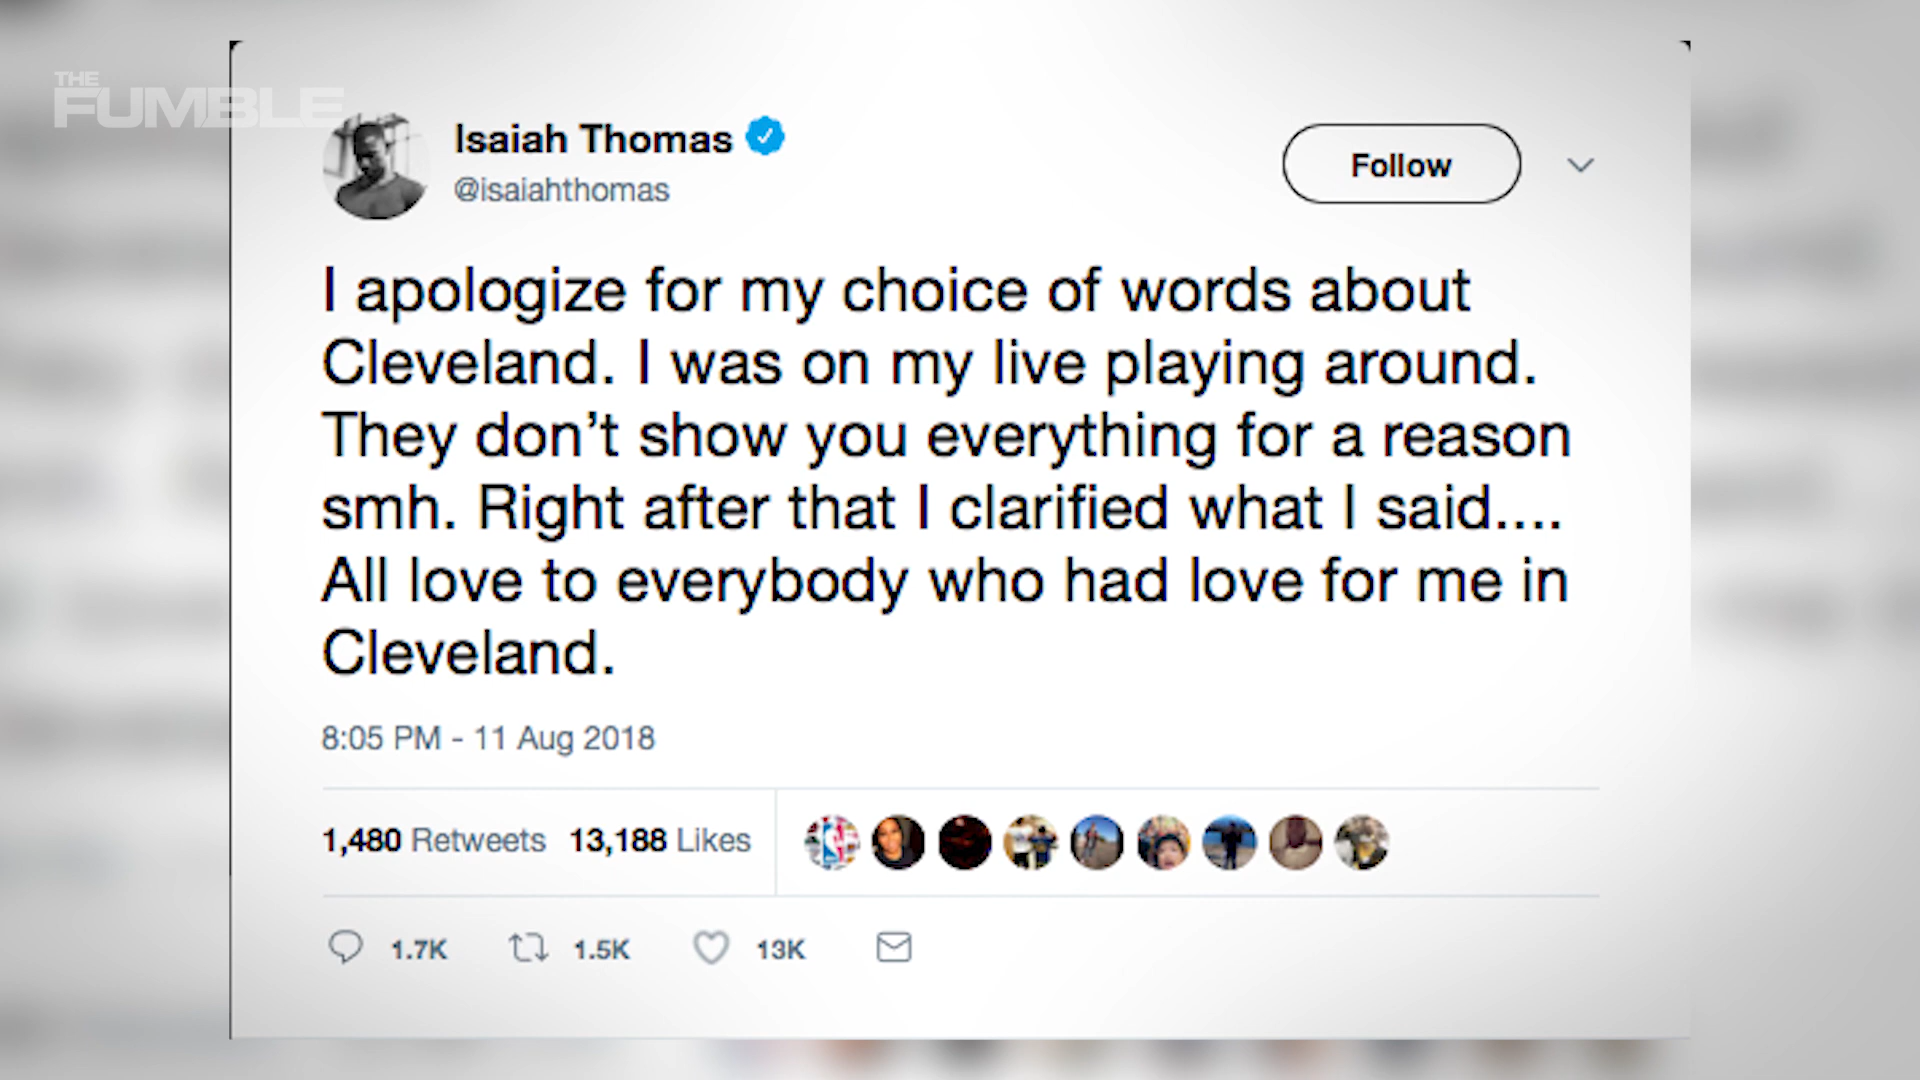 THE
FUMBLE
Isaiah Thomas
@isaiahthomas
Follow
I apologize for my choice of words about
Cleveland. I was on my live playing around.
They don’t show you everything for a reason
smh. Right after that I clarified what I said....
All love to everybody who had love for me in
Cleveland.
8:05 PM - 11 Aug 2018
1,480 Retweets 13,188 Likes
1.7K 1.5K 13K